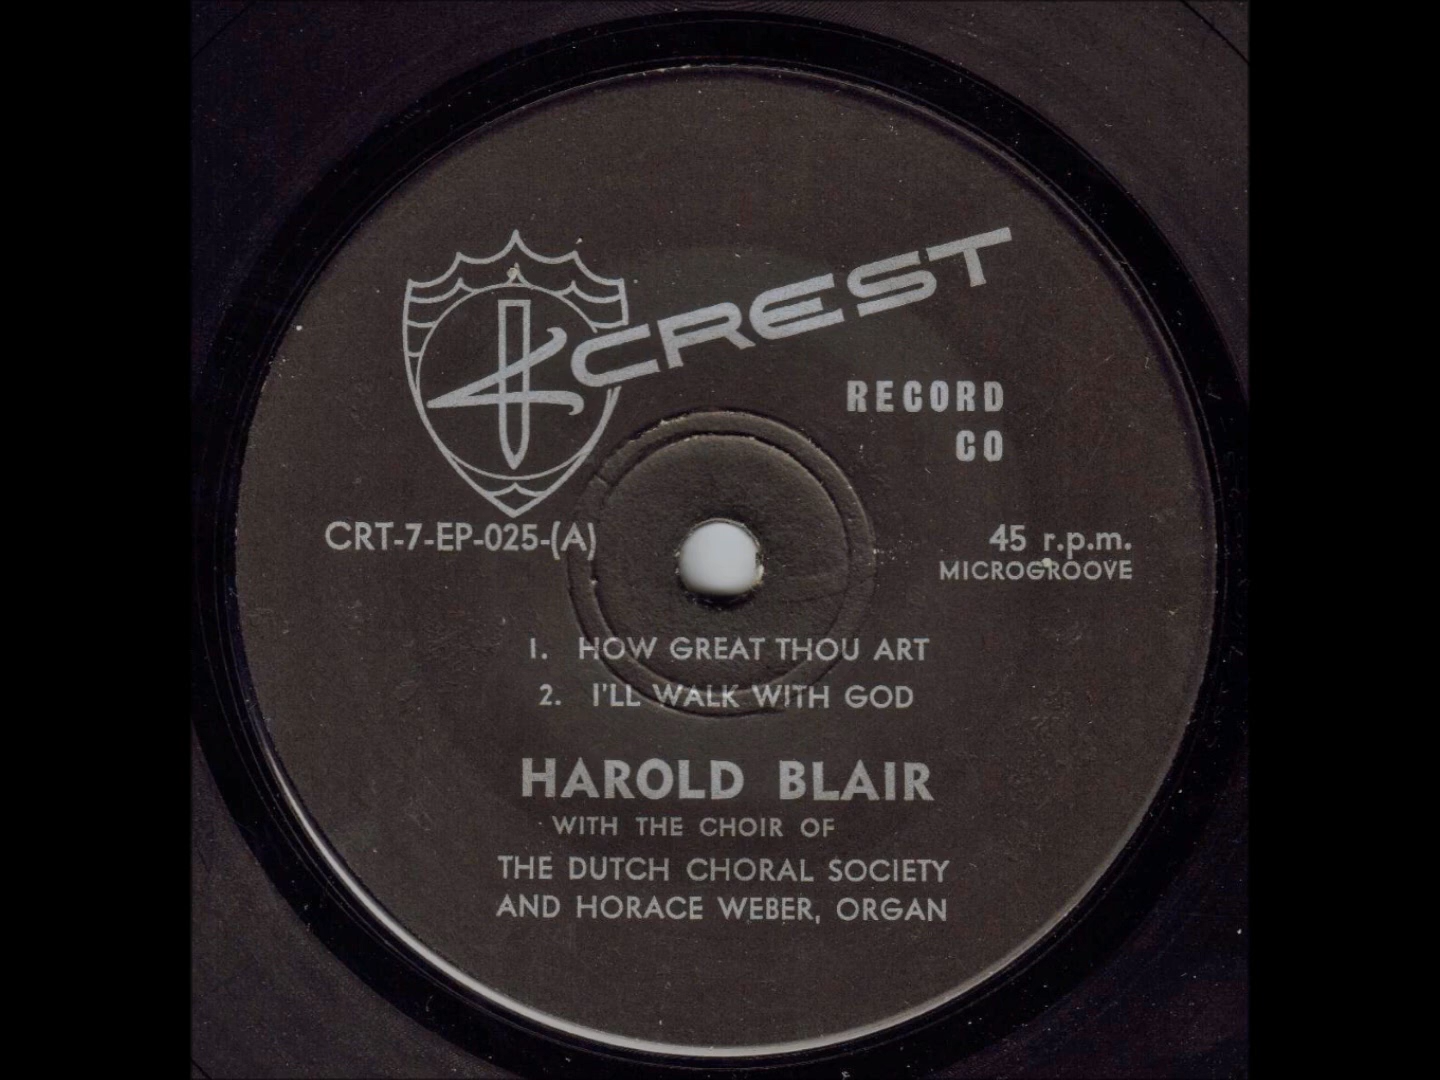 CREST
RECORD
CO
CRT-7-EP-025-(A)
45 r.p.m.
MICROGROOVE
1. HOW GREAT THOU ART
2. I'LL WALK WITH GOD
HAROLD BLAIR
WITH THE CHOIR OF
THE DUTCH CHORAL SOCIETY
AND HORACE WEBER, ORGAN